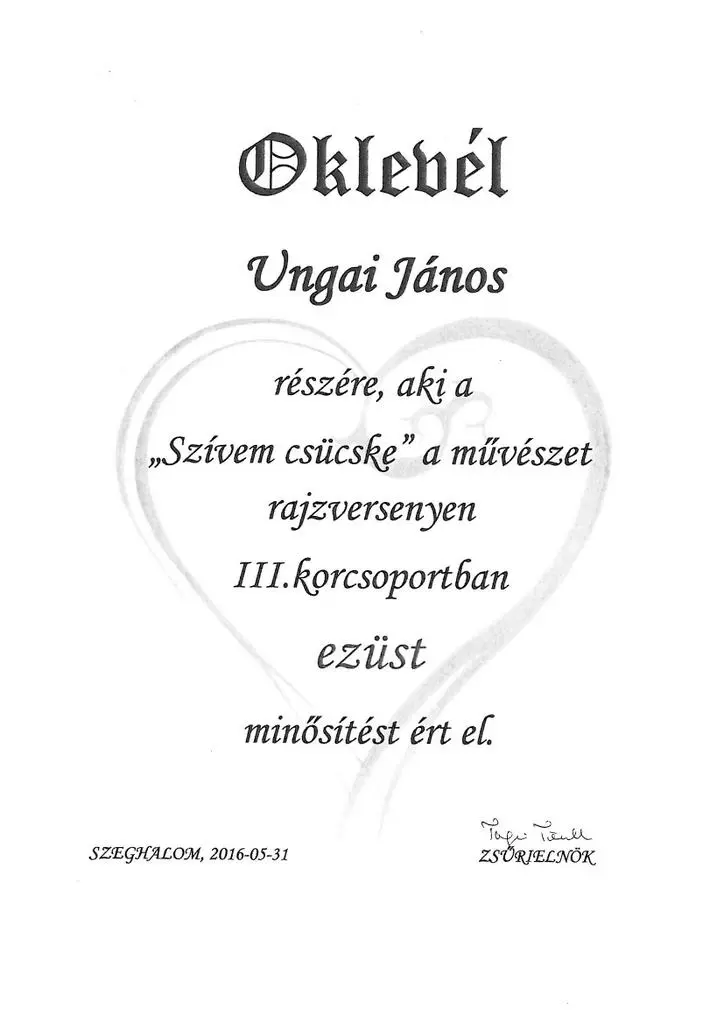 Oklevél
Ungai János
részére, aki a
„Szívem csücske” a művészet
rajzversenyen
III.korcsoportban
ezüst
minősítést ért el.
SZEGHALOM, 2016-05-31
ZSŰRIELNÖK